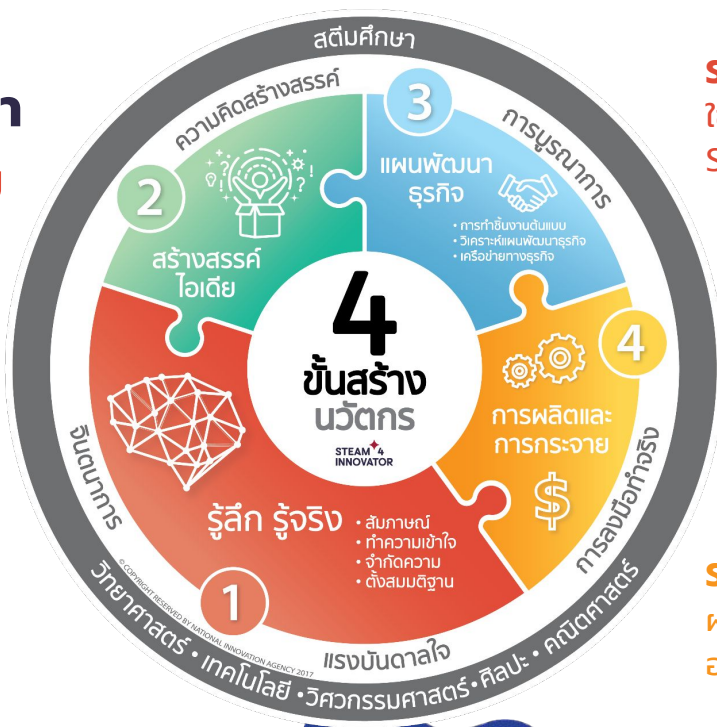 สตีมศึกษา
ความคิดสร้างสรรค์
การบูรณาการ
3
แผนพัฒนา
ธุรกิจ
• การทำชิ้นงานต้นแบบ
• วิเคราะห์แผนพัฒนาธุรกิจ
• เครือข่ายทางธุรกิจ
2
สร้างสรรค์
ไอเดีย
4
ขั้นสร้าง
นวัตกร
STEAM 4
INNOVATOR
4
การผลิตและ
การกระจาย
$
การลงมือทำจริง
จินตนาการ
รู้ลึก รู้จริง
• สัมภาษณ์
• ทำความเข้าใจ
• จำกัดความ
• ตั้งสมมติฐาน
1
แรงบันดาลใจ
© COPYRIGHT RESERVED BY NATIONAL INNOVATION AGENCY 2017
วิทยาศาสตร์ • เทคโนโลยี • วิศวกรรมศาสตร์ • ศิลปะ • คณิตศาสตร์